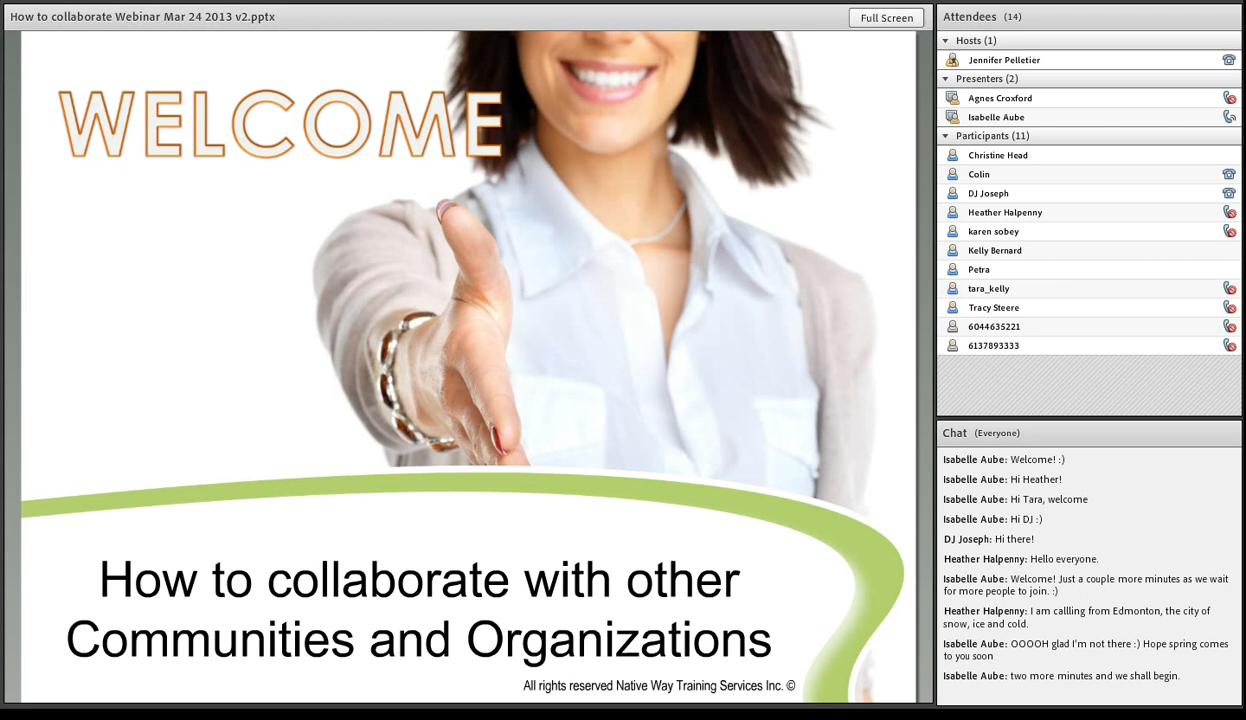 How to collaborate Webinar Mar 24 2013 v2.pptx
Full Screen
WELCOME
How to collaborate with other
Communities and Organizations
All rights reserved Native Way Training Services Inc. ©
Attendees (14)
Hosts (1)
Jennifer Pelletier
Presenters (2)
Agnes Croxford
Isabelle Aube
Participants (11)
Christine Head
Colin
DJ Joseph
Heather Halpenny
karen sobey
Kelly Bernard
Petra
tara_kelly
Tracy Steere
6044635221
6137893333
Chat (Everyone)
Isabelle Aube: Welcome! :)
Isabelle Aube: Hi Heather!
Isabelle Aube: Hi Tara, welcome
Isabelle Aube: Hi DJ :)
DJ Joseph: Hi there!
Heather Halpenny: Hello everyone.
Isabelle Aube: Welcome! Just a couple more minutes as we wait
for more people to join. :)
Heather Halpenny: I am callling from Edmonton, the city of
snow, ice and cold.
Isabelle Aube: OOOOH glad I'm not there :) Hope spring comes
to you soon
Isabelle Aube: two more minutes and we shall begin.